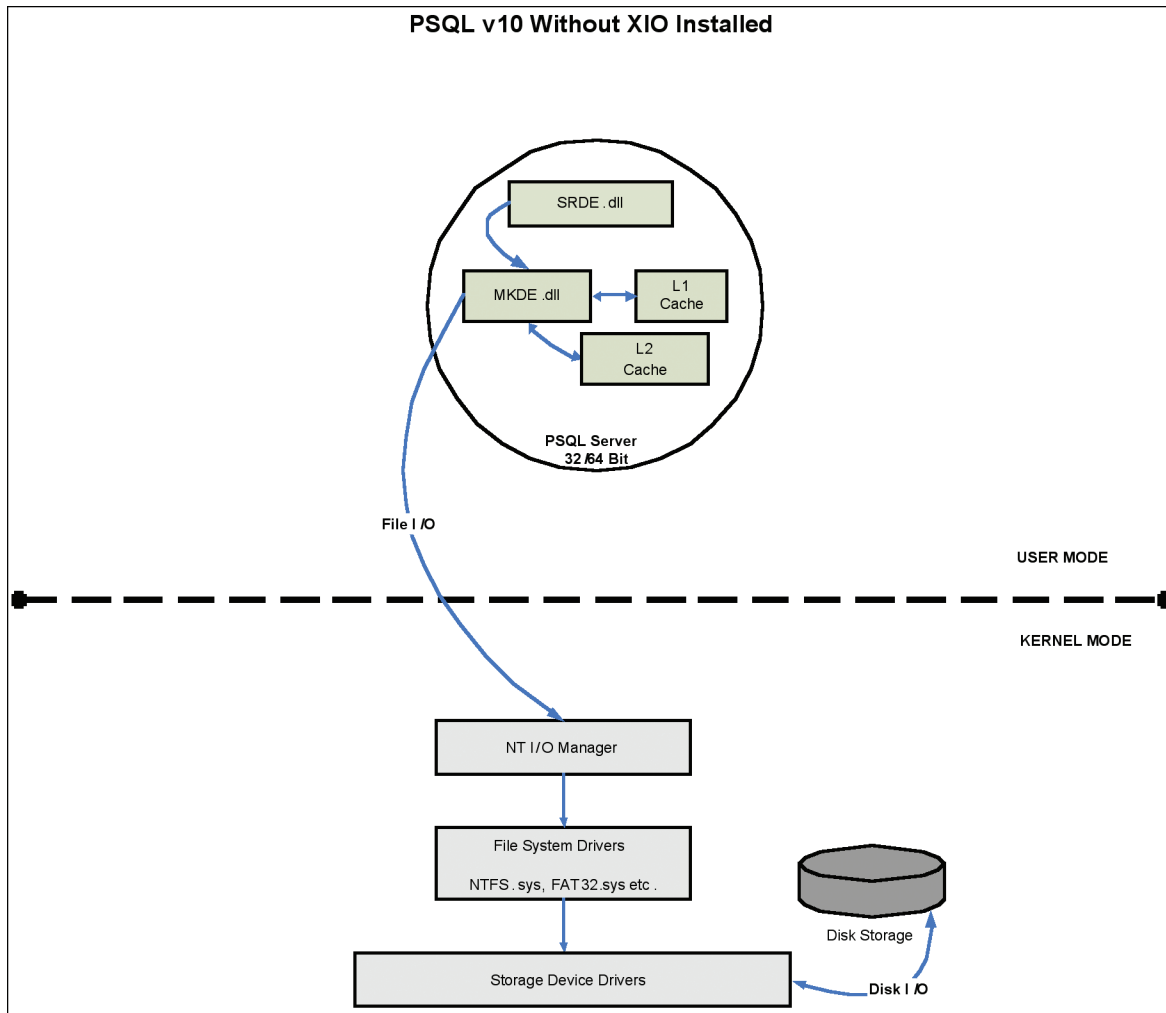 PSQL v10 Without XIO Installed
SRDE .dll
MKDE .dll
L1
Cache
L2
Cache
PSQL Server
32/64 Bit
File I/O
USER MODE
KERNEL MODE
NT I/O Manager
File System Drivers
NTFS.sys, FAT32.sys etc.
Disk Storage
Storage Device Drivers
Disk I/O